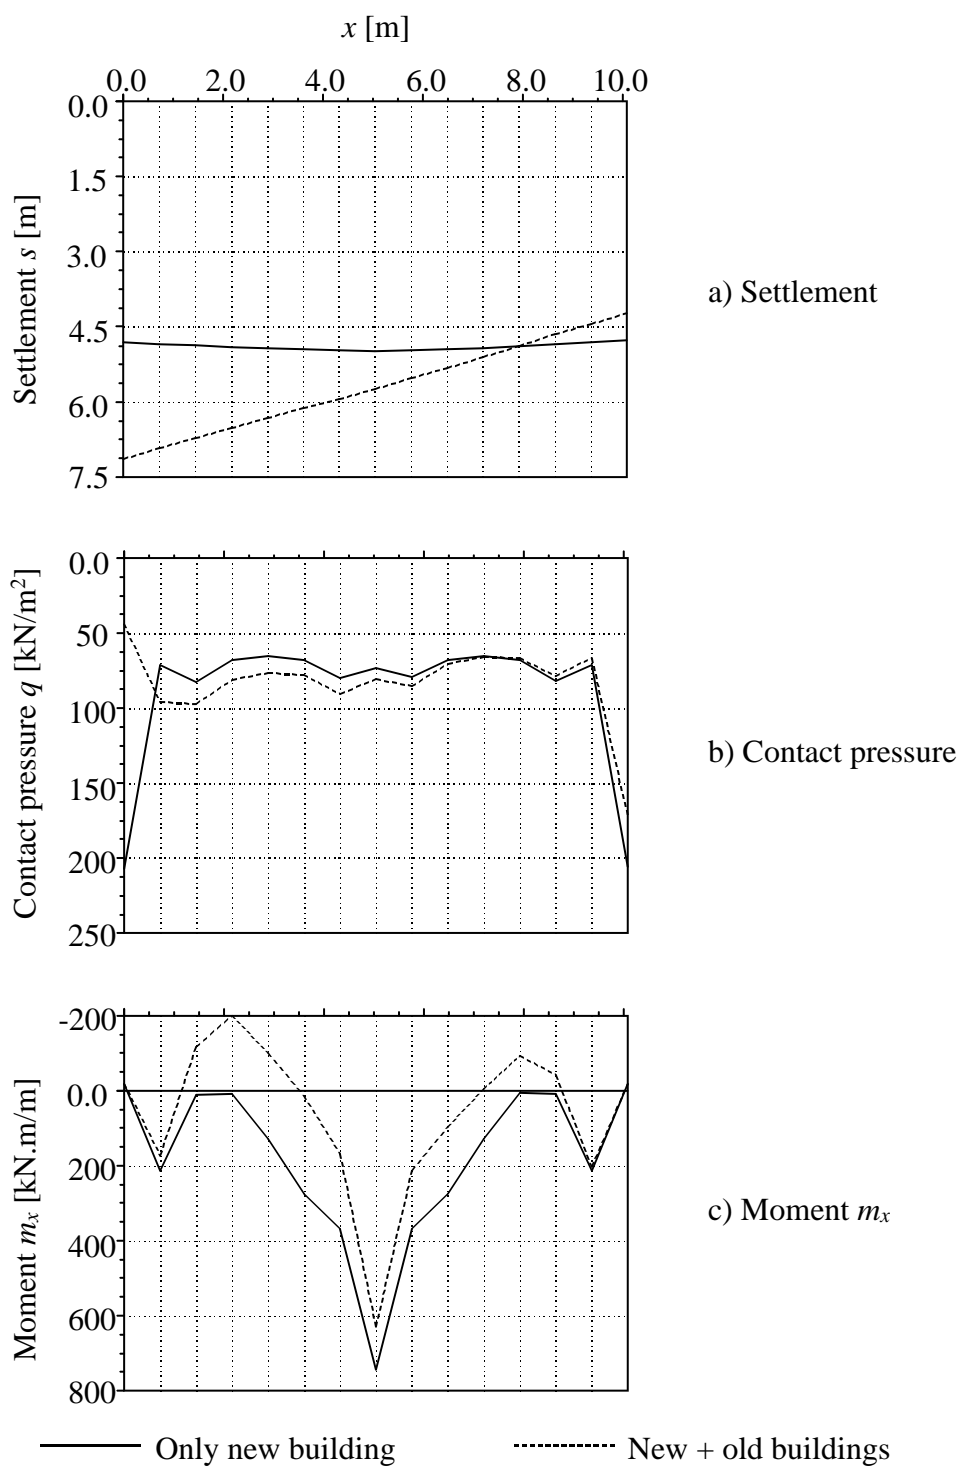 x [m]
0.0 2.0 4.0 6.0 8.0 10.0
0.0
1.5
3.0
4.5
6.0
7.5
Settlement s [m]
a) Settlement
0.0
50
100
150
200
250
Contact pressure q [kN/m²]
b) Contact pressure
-200
0.0
200
400
600
800
Moment mₓ [kN.m/m]
c) Moment mₓ
Only new building
New + old buildings